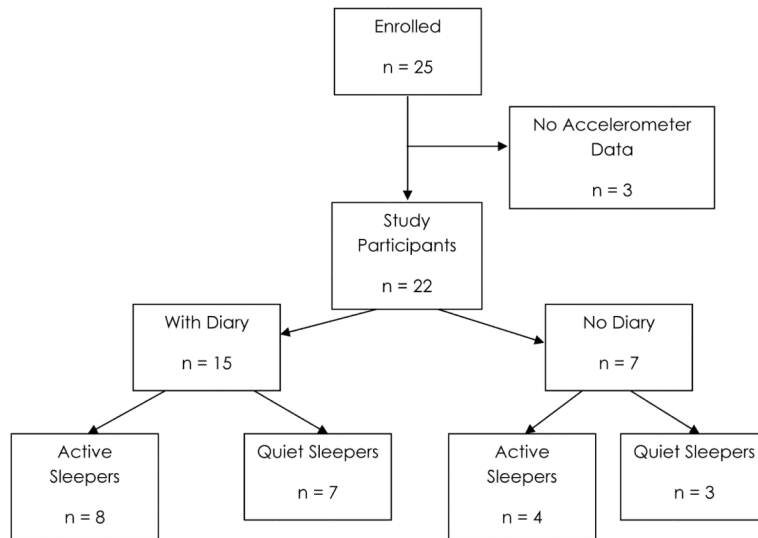 Enrolled
n = 25
No Accelerometer
Data
n = 3
Study
Participants
n = 22
With Diary
n = 15
No Diary
n = 7
Active
Sleepers
n = 8
Quiet Sleepers
n = 7
Active
Sleepers
n = 4
Quiet Sleepers
n = 3